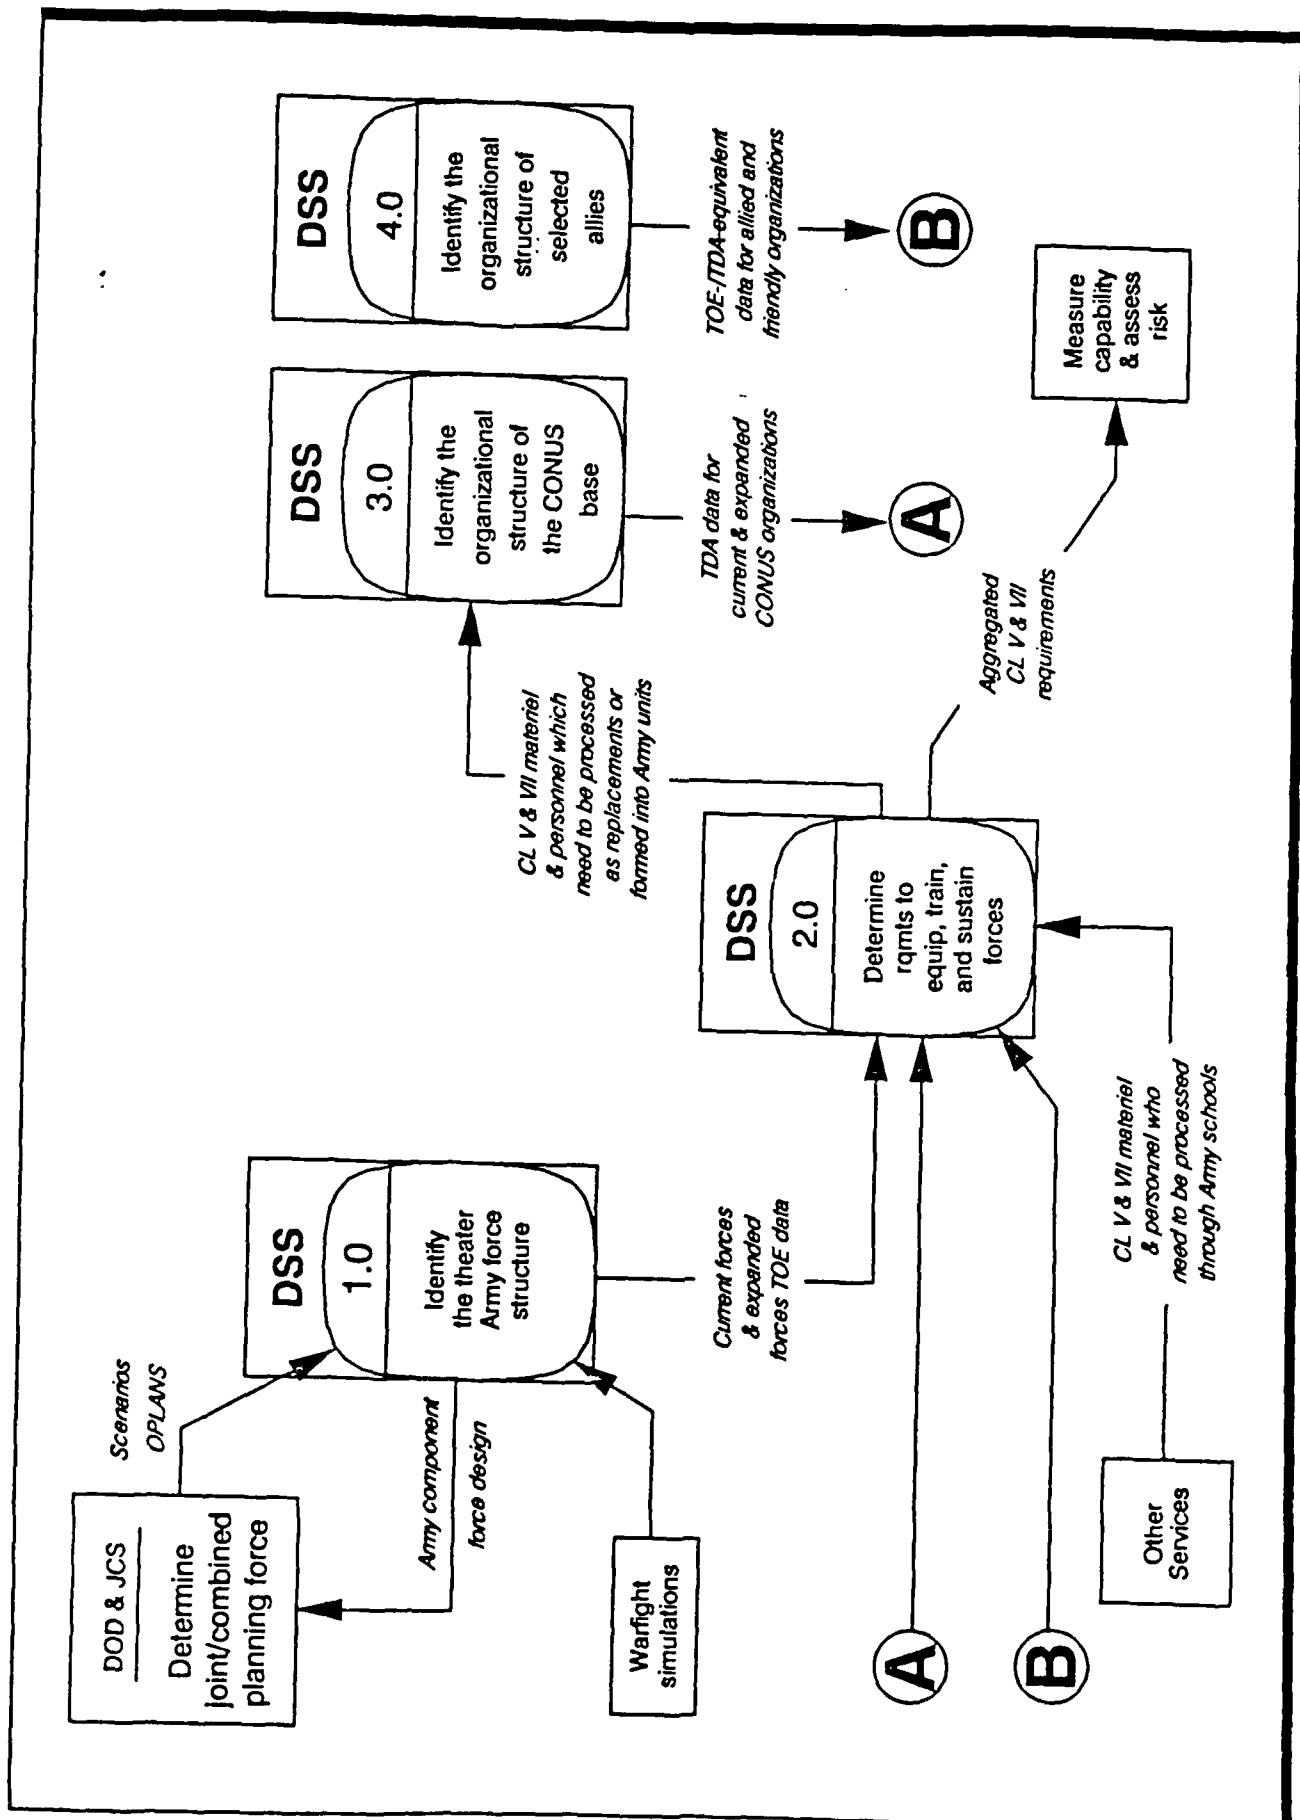 DOD & JCS
Determine
joint/combined
planning force
Scenarios
OPLANS
Army component
force design
Warfight
simulations
DSS
1.0
Identify
the theater
Army force
structure
Current forces
& expanded
forces TOE data
A
B
Other
Services
CL V & VII materiel
& personnel who
need to be processed
through Army schools
DSS
2.0
Determine
rqmts to
equip, train,
and sustain
forces
CL V & VII materiel
& personnel which
need to be processed
as replacements or
formed into Army units
Aggregated
CL V & VII
requirements
DSS
3.0
Identify the
organizational
structure of
the CONUS
base
TDA data for
current & expanded
CONUS organizations
A
Measure
capability
& assess
risk
DSS
4.0
Identify the
organizational
structure of
selected
allies
TOE-/TDA-equivalent
data for allied and
friendly organizations
B